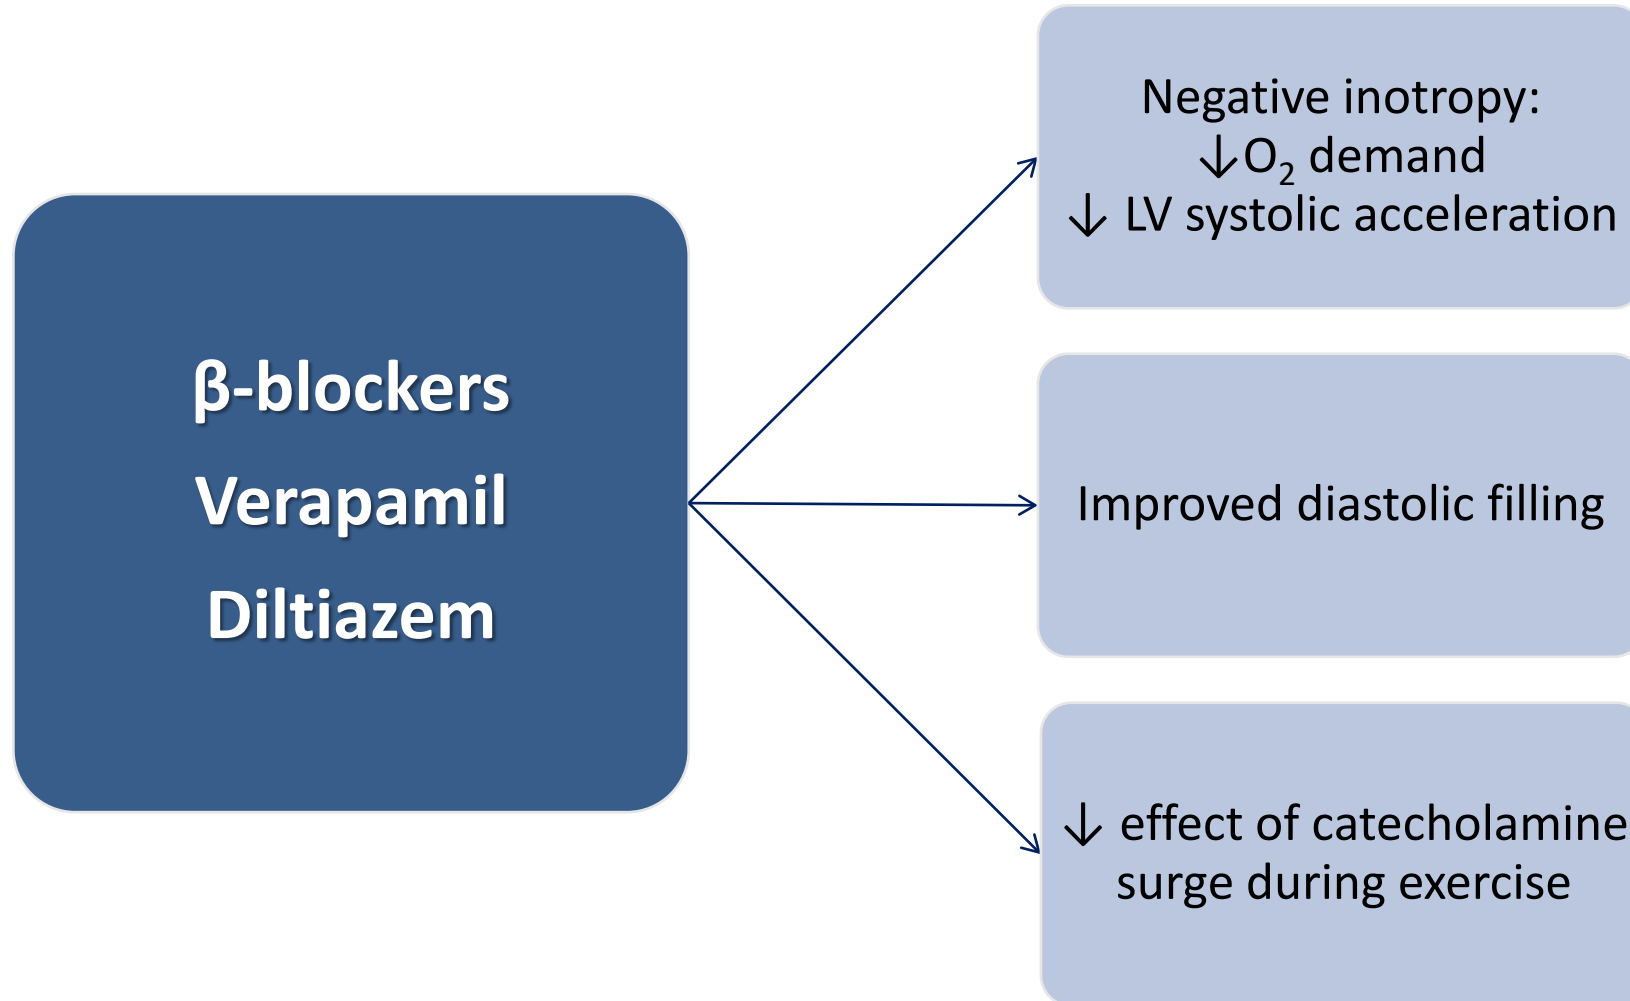 β-blockers
Verapamil
Diltiazem
Negative inotropy:
↓O₂ demand
↓ LV systolic acceleration
Improved diastolic filling
↓ effect of catecholamine
surge during exercise